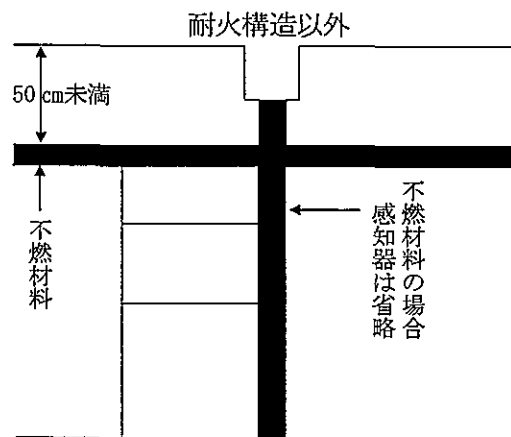 耐火構造以外
50cm未満
不燃材料
不燃材料の場合
感知器は省略